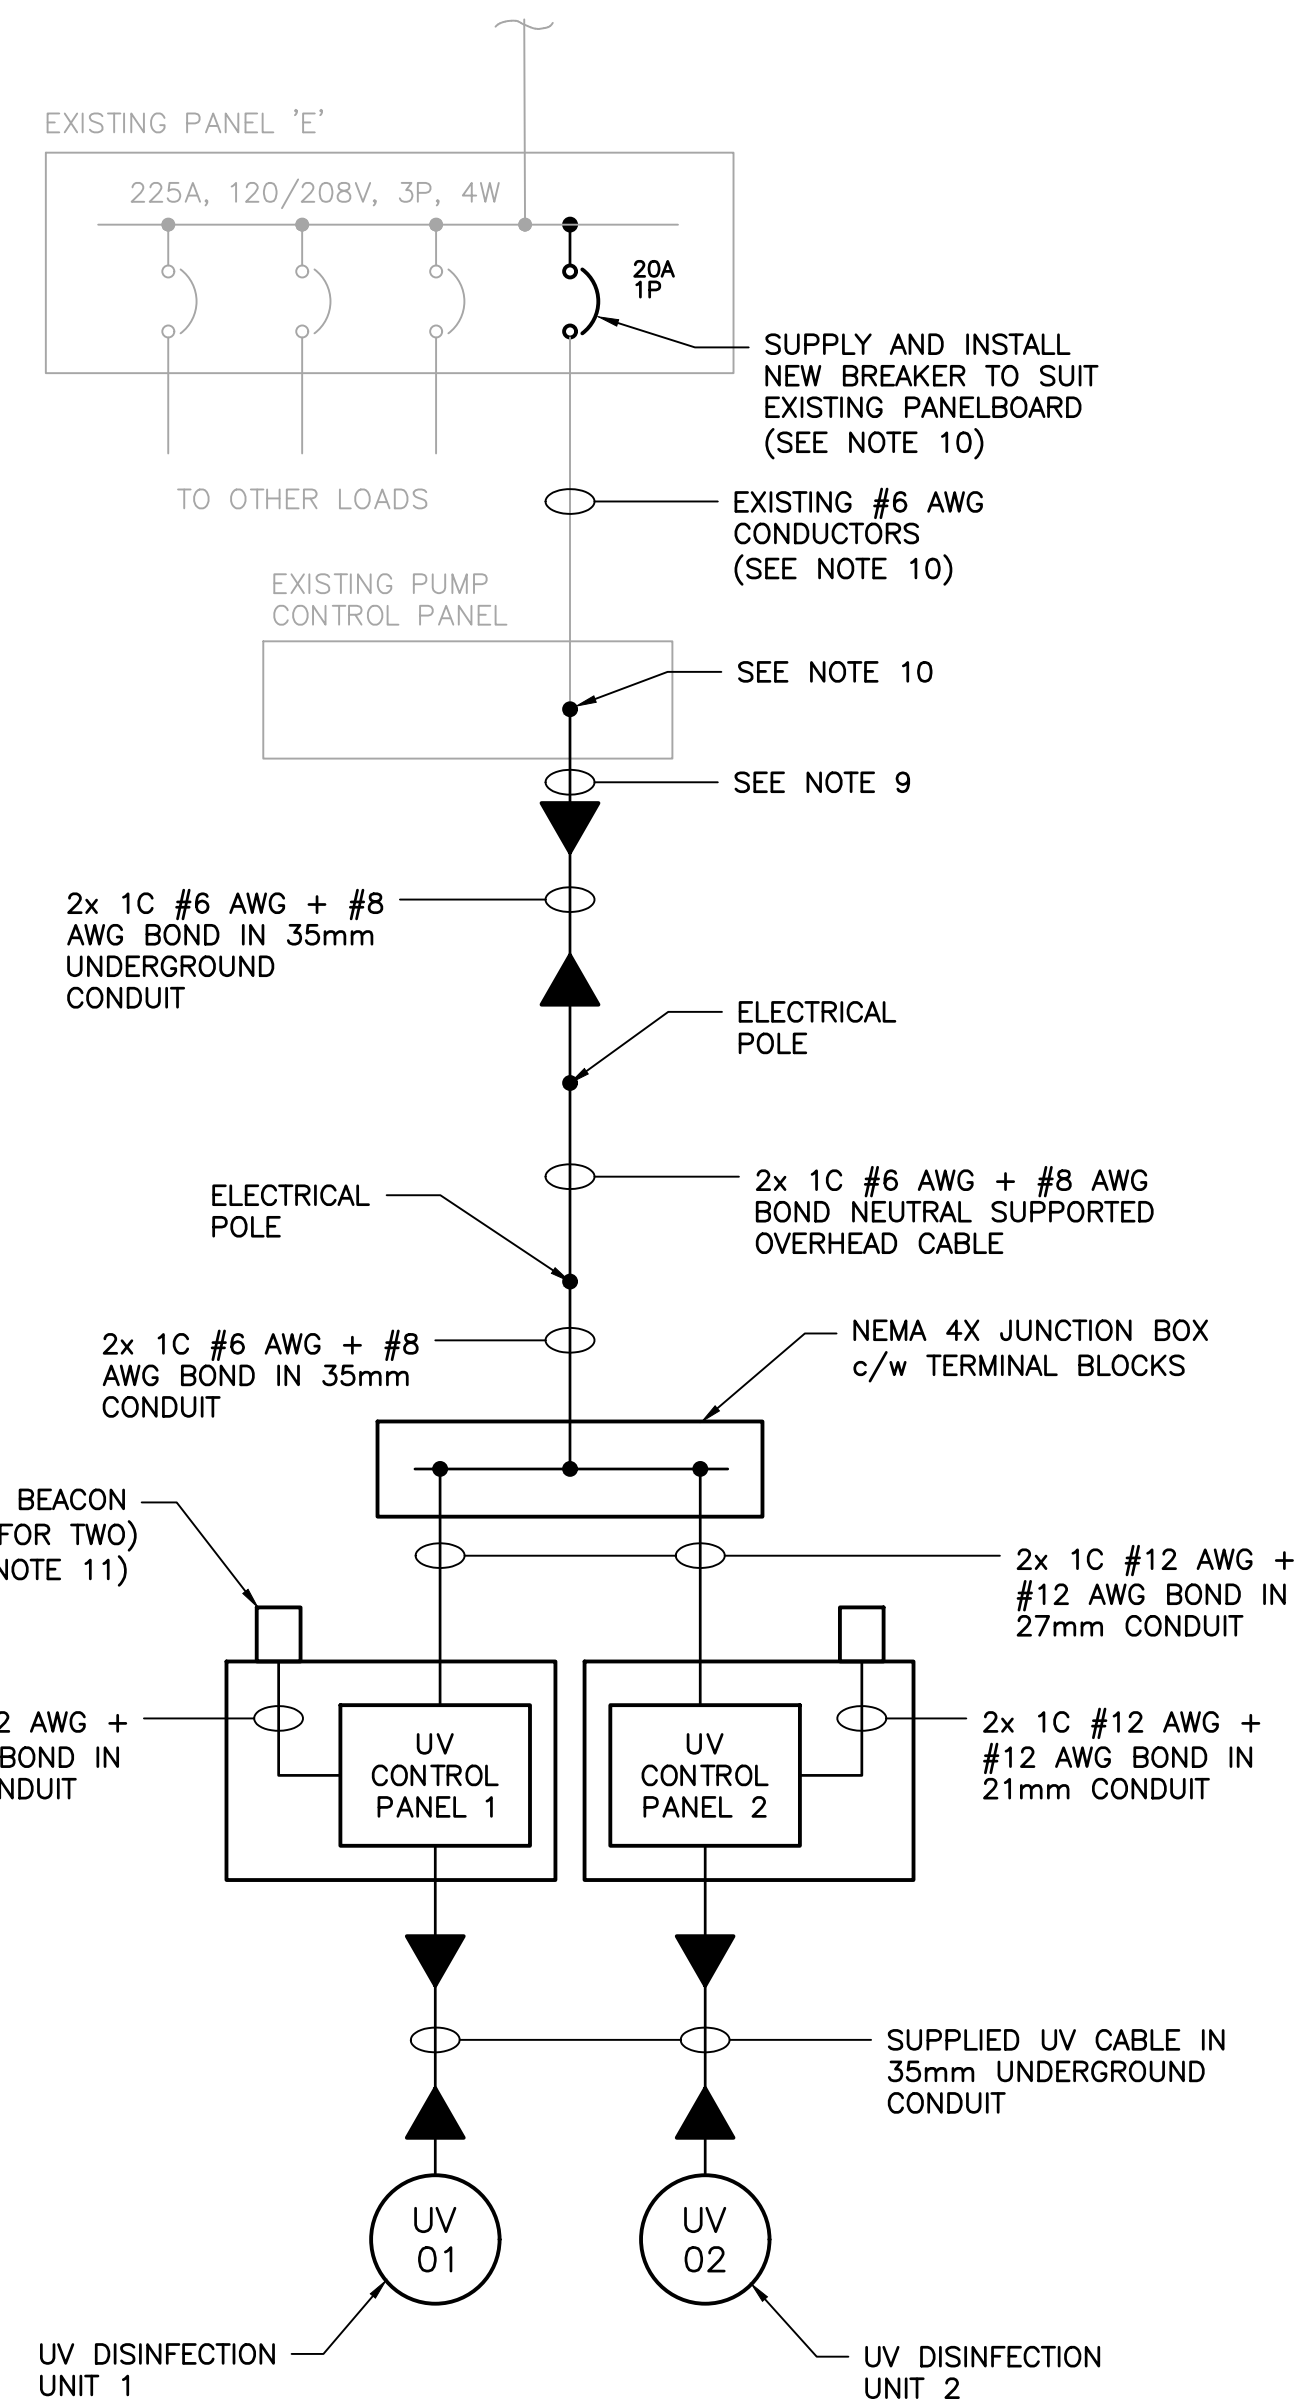 EXISTING PANEL 'E'
225A, 120/208V, 3P, 4W
20A
1P
SUPPLY AND INSTALL
NEW BREAKER TO SUIT
EXISTING PANELBOARD
(SEE NOTE 10)
TO OTHER LOADS
EXISTING #6 AWG
CONDUCTORS
(SEE NOTE 10)
EXISTING PUMP
CONTROL PANEL
SEE NOTE 10
SEE NOTE 9
2x 1C #6 AWG + #8
AWG BOND IN 35mm
UNDERGROUND
CONDUIT
ELECTRICAL
POLE
2x 1C #6 AWG + #8 AWG
BOND NEUTRAL SUPPORTED
OVERHEAD CABLE
ELECTRICAL
POLE
2x 1C #6 AWG + #8
AWG BOND IN 35mm
CONDUIT
NEMA 4X JUNCTION BOX
c/w TERMINAL BLOCKS
BEACON
FOR TWO)
NOTE 11)
2x 1C #12 AWG +
#12 AWG BOND IN
27mm CONDUIT
2 AWG +
BOND IN
NDUIT
UV
CONTROL
PANEL 1
UV
CONTROL
PANEL 2
2x 1C #12 AWG +
#12 AWG BOND IN
21mm CONDUIT
SUPPLIED UV CABLE IN
35mm UNDERGROUND
CONDUIT
UV
01
UV
02
UV DISINFECTION
UNIT 1
UV DISINFECTION
UNIT 2